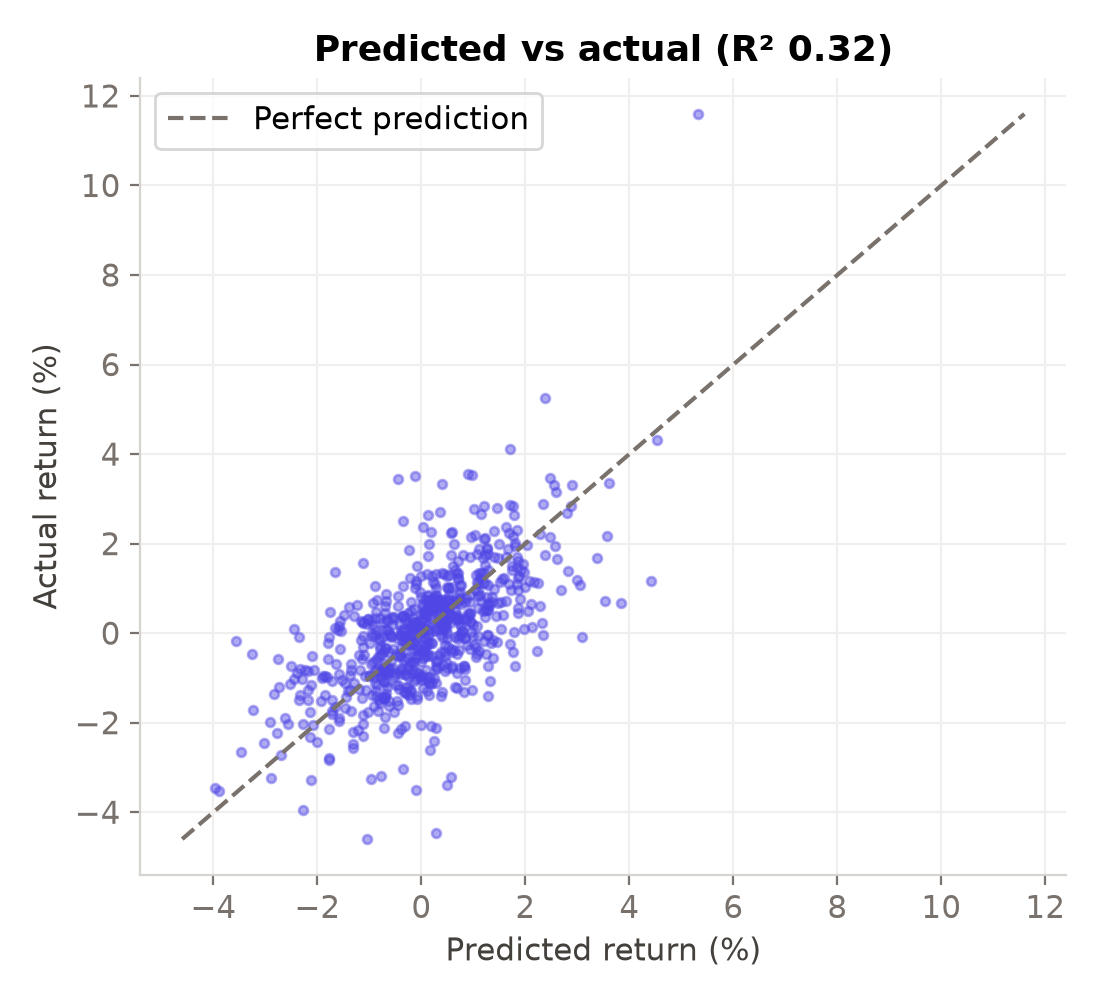 Predicted vs actual (R² 0.32)
Perfect prediction
12
10
8
6
4
2
0
−2
−4
Actual return (%)
−4 −2 0 2 4 6 8 10 12
Predicted return (%)